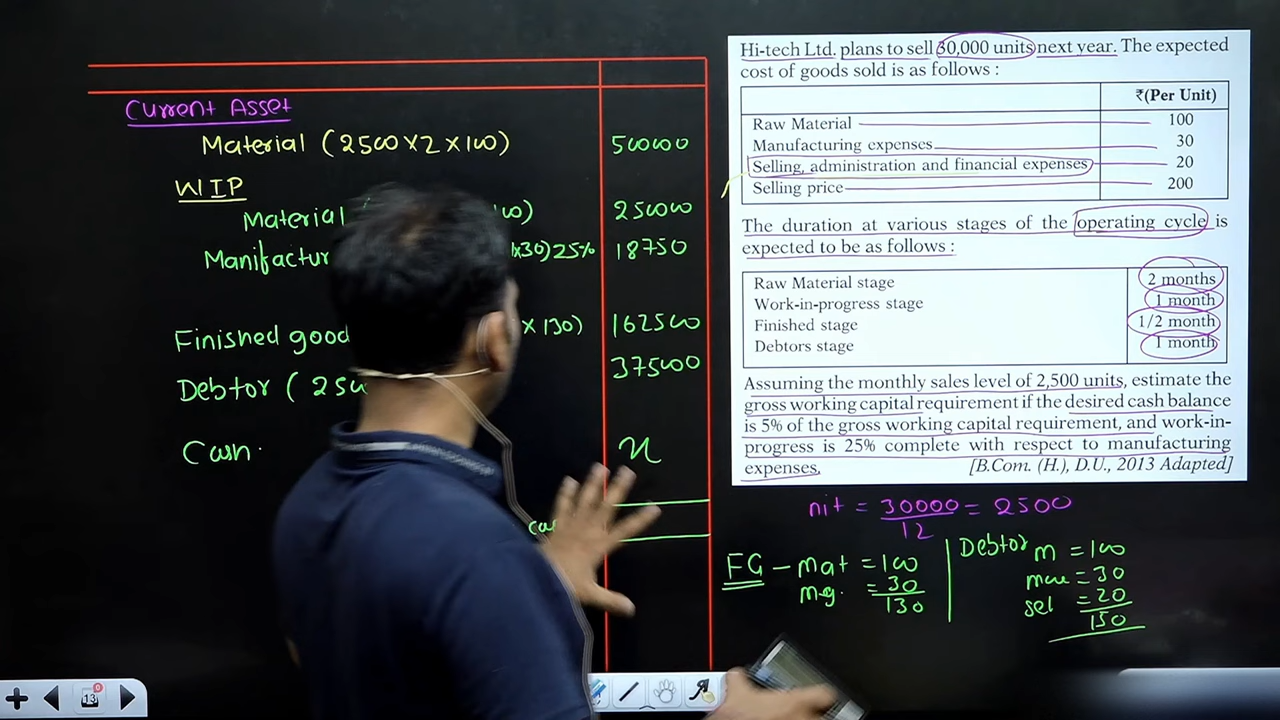 Current Asset
Material (2500×2×100) 500000
WIP
Material 00) 250000
Manifactur ×30)25% 18750
Finished good × 130) 162500
Debtor (250 375000
Cash. x
ca
Hi-tech Ltd. plans to sell 30,000 units next year. The expected
cost of goods sold is as follows :
₹(Per Unit)
Raw Material 100
Manufacturing expenses 30
Selling, administration and financial expenses 20
Selling price 200
The duration at various stages of the operating cycle is
expected to be as follows :
Raw Material stage 2 months
Work-in-progress stage 1 month
Finished stage 1/2 month
Debtors stage 1 month
Assuming the monthly sales level of 2,500 units, estimate the
gross working capital requirement if the desired cash balance
is 5% of the gross working capital requirement, and work-in-
progress is 25% complete with respect to manufacturing
expenses. [B.Com. (H.), D.U., 2013 Adapted]
nit = 30000/12 = 2500
FG - mat = 100
mg. = 30
130
Debtor m = 100
= 30
sel = 20
150
13